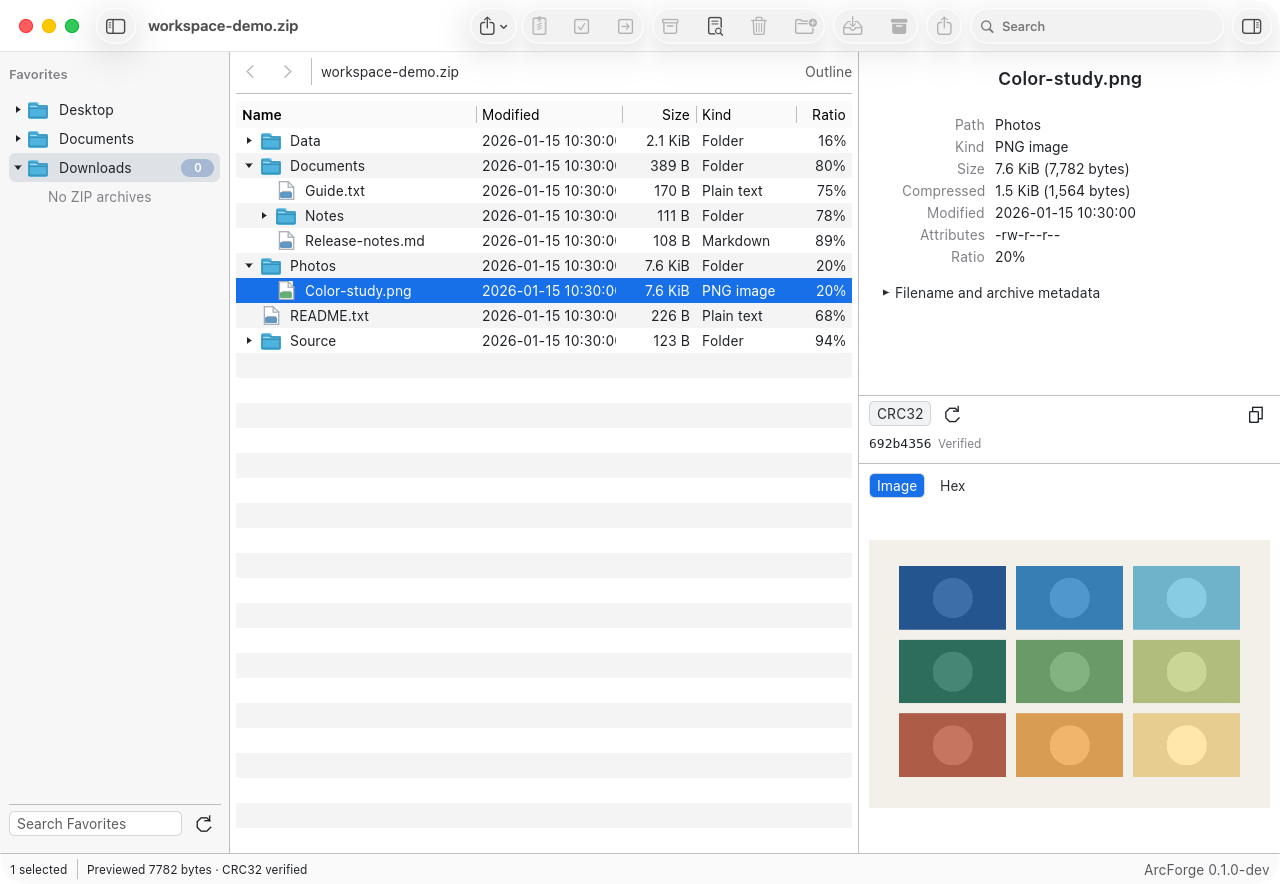 workspace-demo.zip
Search
Favorites
Desktop
Documents
Downloads 0
No ZIP archives
Search Favorites
workspace-demo.zip Outline
Name Modified Size Kind Ratio
Data 2026-01-15 10:30:00 2.1 KiB Folder 16%
Documents 2026-01-15 10:30:00 389 B Folder 80%
Guide.txt 2026-01-15 10:30:00 170 B Plain text 75%
Notes 2026-01-15 10:30:00 111 B Folder 78%
Release-notes.md 2026-01-15 10:30:00 108 B Markdown 89%
Photos 2026-01-15 10:30:00 7.6 KiB Folder 20%
Color-study.png 2026-01-15 10:30:00 7.6 KiB PNG image 20%
README.txt 2026-01-15 10:30:00 226 B Plain text 68%
Source 2026-01-15 10:30:00 123 B Folder 94%
Color-study.png
Path Photos
Kind PNG image
Size 7.6 KiB (7,782 bytes)
Compressed 1.5 KiB (1,564 bytes)
Modified 2026-01-15 10:30:00
Attributes -rw-r--r--
Ratio 20%
Filename and archive metadata
CRC32
692b4356 Verified
Image Hex
1 selected Previewed 7782 bytes · CRC32 verified
ArcForge 0.1.0-dev